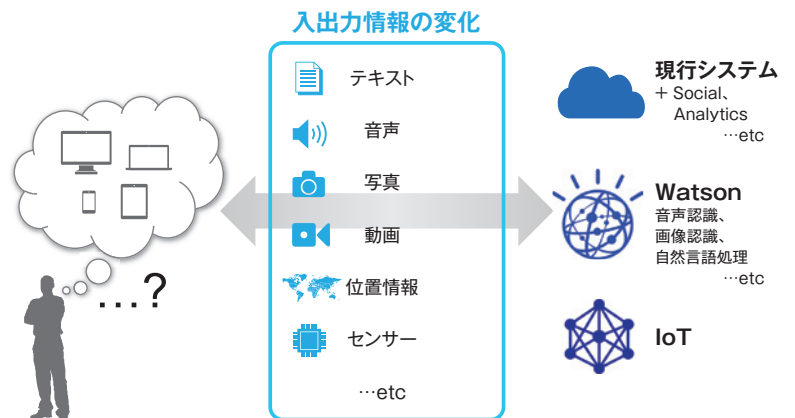 入出力情報の変化
テキスト
音声
写真
動画
位置情報
センサー
…etc
…?
現行システム
+ Social、
Analytics
…etc
Watson
音声認識、
画像認識、
自然言語処理
…etc
IoT